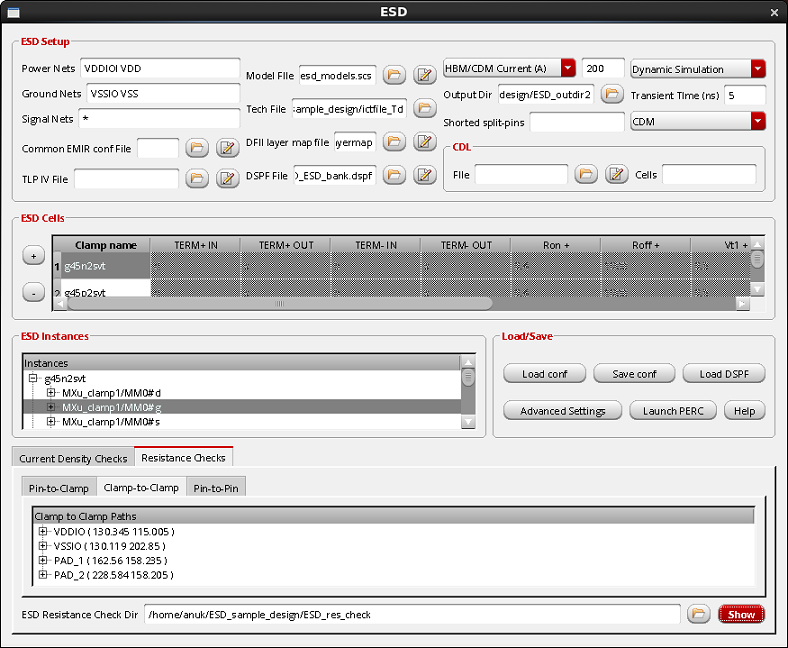 ESD
ESD Setup
Power Nets VDDIOI VDD
Ground Nets VSSIO VSS
Signal Nets *
Common EMIR conf File
TLP IV File
Model File esd_models.scs
Tech File sample_design/ictfile_Td
DFII layer map file ayermap
DSPF File O_ESD_bank.dspf
HBM/CDM Current (A) 200 Dynamic Simulation
Output Dir design/ESD_outdir2 Transient Time (ns) 5
Shorted split-pins CDM
CDL
File Cells
ESD Cells
+
-
Clamp name TERM+ IN TERM+ OUT TERM- IN TERM- OUT Ron + Roff + Vt1 +
1 g45n2svt
2 g45p2svt
ESD Instances
Instances
g45n2svt
MXu_clamp1/MM0#d
MXu_clamp1/MM0#g
MXu_clamp1/MM0#s
Load/Save
Load conf Save conf Load DSPF
Advanced Settings Launch PERC Help
Current Density Checks Resistance Checks
Pin-to-Clamp Clamp-to-Clamp Pin-to-Pin
Clamp to Clamp Paths
VDDIO ( 130.345 115.005 )
VSSIO ( 130.119 202.85 )
PAD_1 ( 162.56 158.235 )
PAD_2 ( 228.584 158.205 )
ESD Resistance Check Dir /home/anuk/ESD_sample_design/ESD_res_check Show